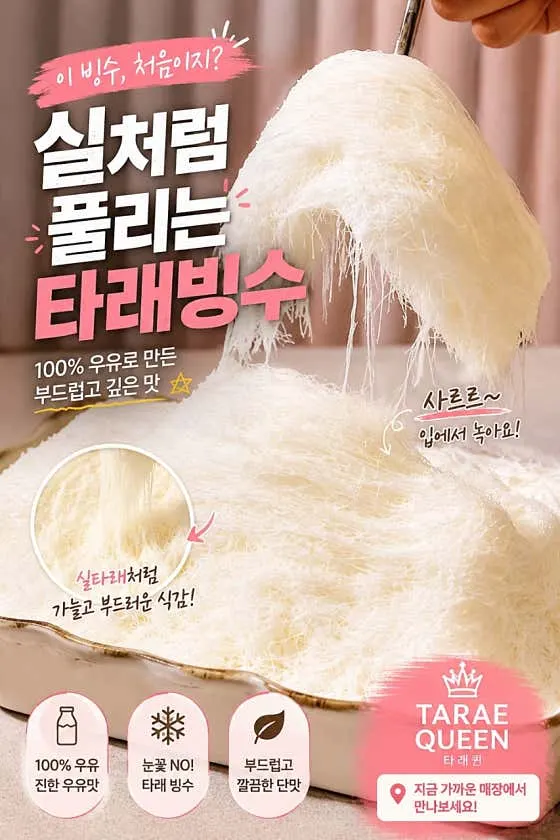 이 빙수, 처음이지?
실처럼
풀리는
타래빙수
100% 우유로 만든
부드럽고 깊은 맛
사르르~
입에서 녹아요!
실타래처럼
가늘고 부드러운 식감!
100% 우유
진한 우유맛
눈꽃 NO!
타래 빙수
부드럽고
깔끔한 단맛
TARAE
QUEEN
타래퀸
지금 가까운 매장에서
만나보세요!